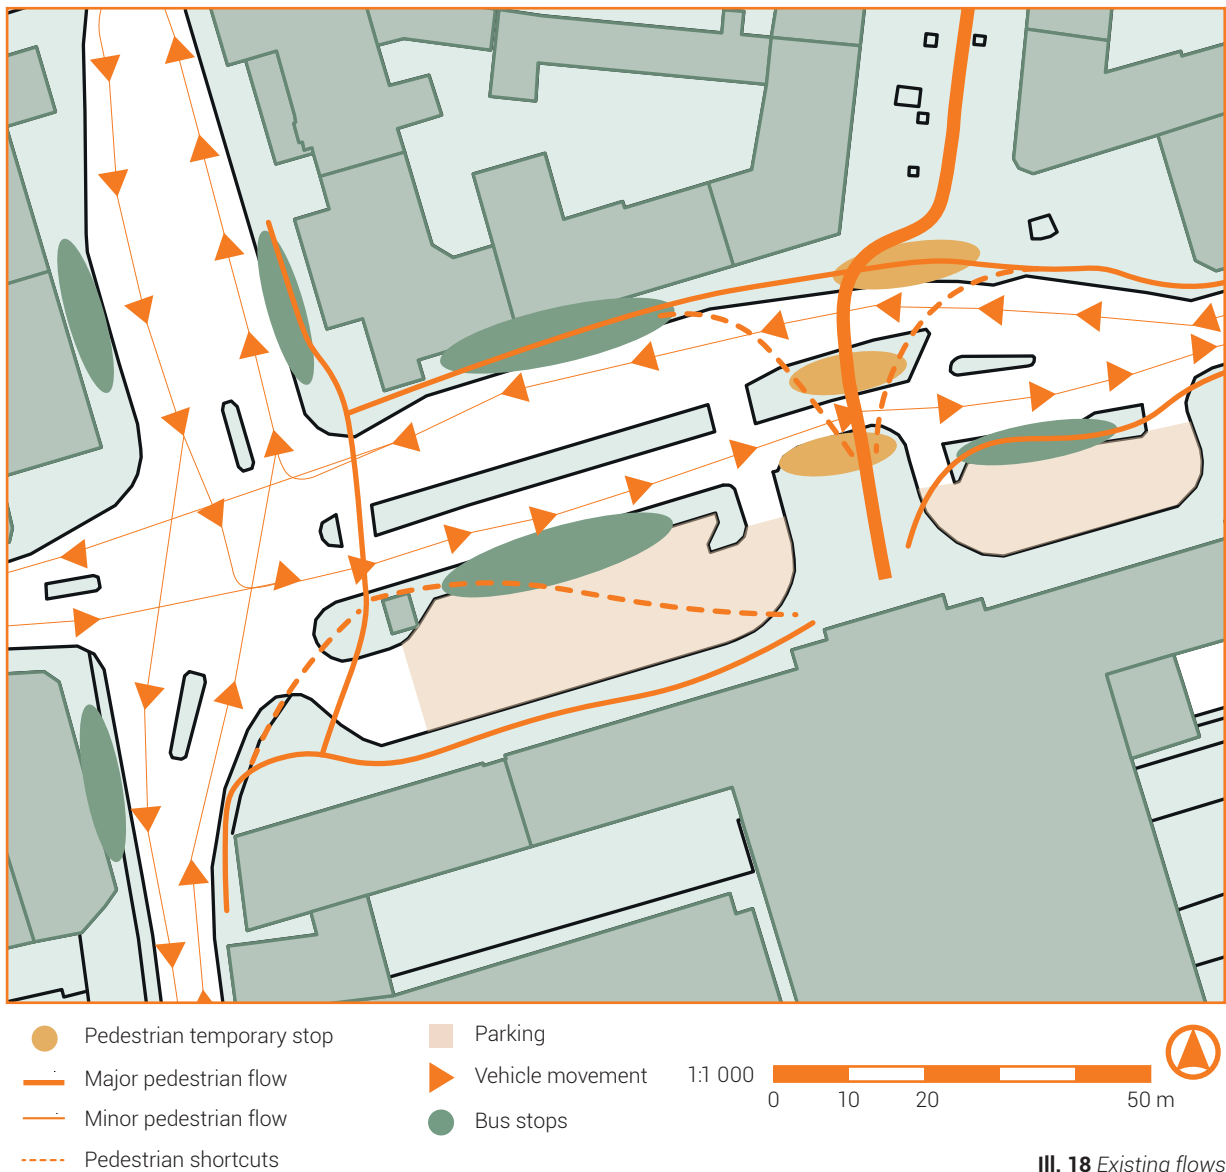 Pedestrian temporary stop
Major pedestrian flow
Minor pedestrian flow
Pedestrian shortcuts
Parking
Vehicle movement
Bus stops
1:1 000
0 10 20 50 m
Ill. 18 Existing flows